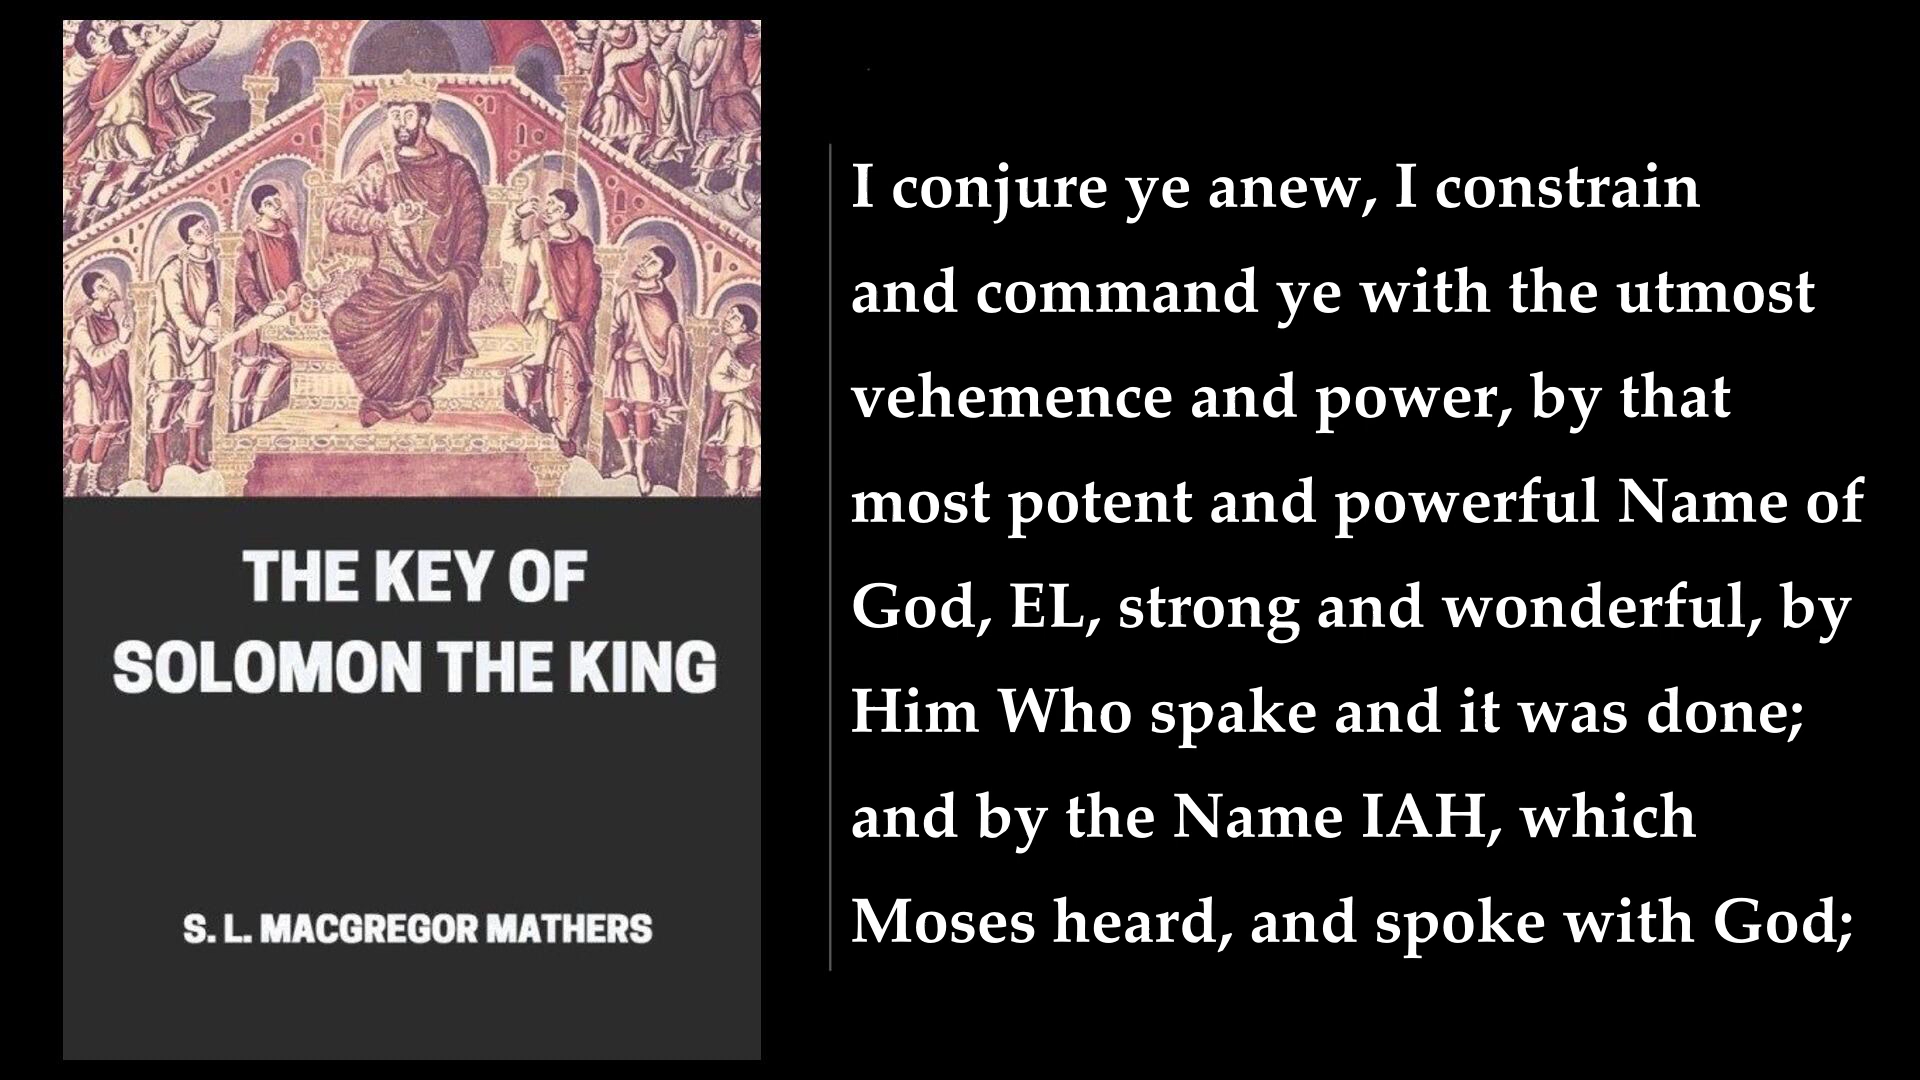 THE KEY OF
SOLOMON THE KING
S. L. MACGREGOR MATHERS
I conjure ye anew, I constrain
and command ye with the utmost
vehemence and power, by that
most potent and powerful Name of
God, EL, strong and wonderful, by
Him Who spake and it was done;
and by the Name IAH, which
Moses heard, and spoke with God;